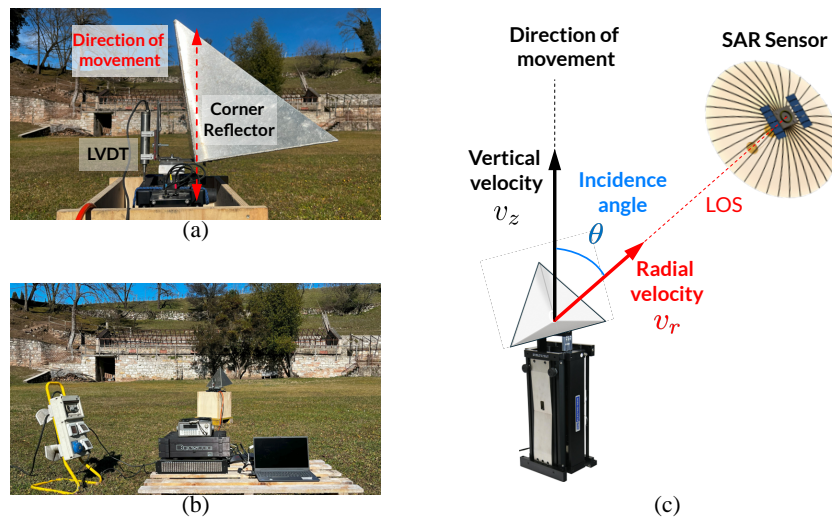 Direction of
movement
Corner
Reflector
LVDT
(a)
(b)
Direction of
movement
SAR Sensor
Vertical
velocity
v_z
Incidence
angle
θ
LOS
Radial
velocity
v_r
(c)